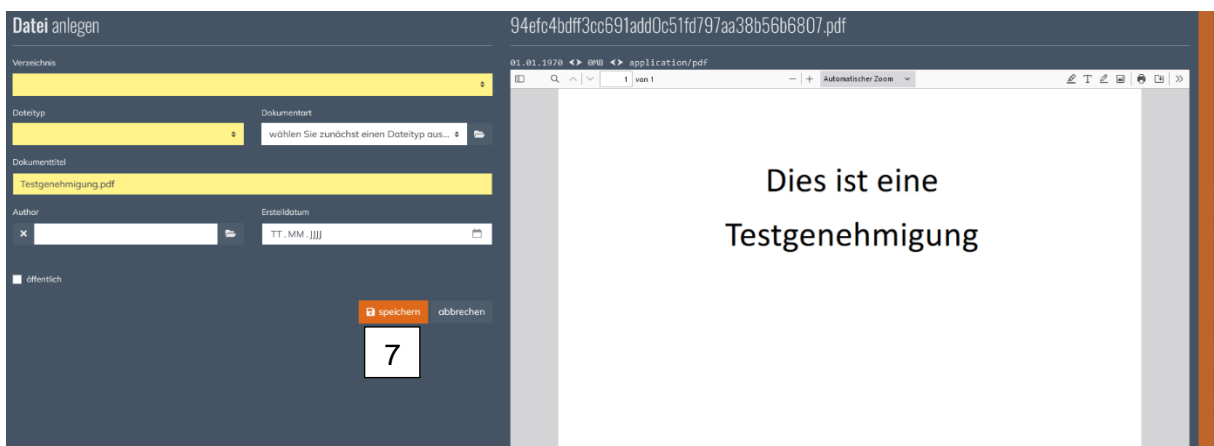 Datei anlegen
Verzeichnis
Dateityp
Dokumentart
wählen Sie zunächst einen Dateityp aus...
Dokumenttitel
Testgenehmigung.pdf
Author
Erstelldatum
TT.MM.JJJJ
öffentlich
speichern abbrechen
7
94efc4bdff3cc691add0c51fd797aa38b56b6807.pdf
01.01.1970 <> 0MB <> application/pdf
1 von 1 Automatischer Zoom
Dies ist eine
Testgenehmigung